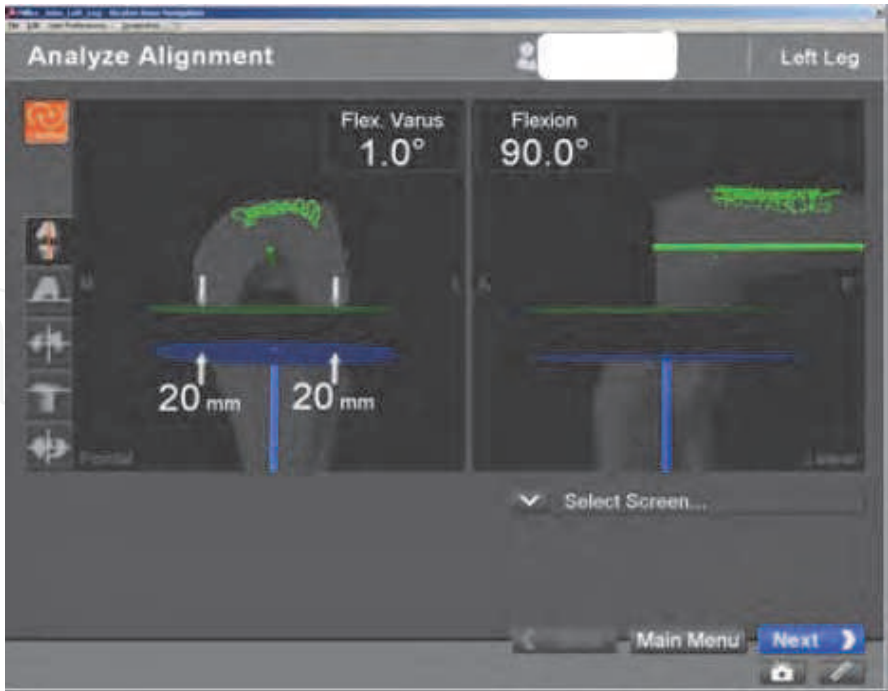 Analyze Alignment
Left Leg
Flex. Varus
1.0°
Flexion
90.0°
20 mm
20 mm
Frontal
Select Screen...
Main Menu
Next